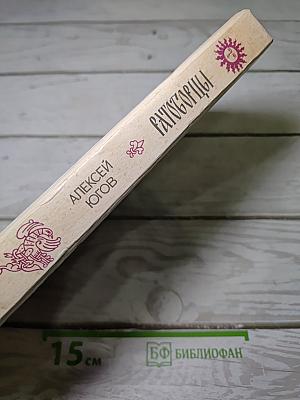 АЛЕКСЕЙ
ЮГОВ
РАТОБОРЦЫ
15 см
БФ БИБЛИОФАН